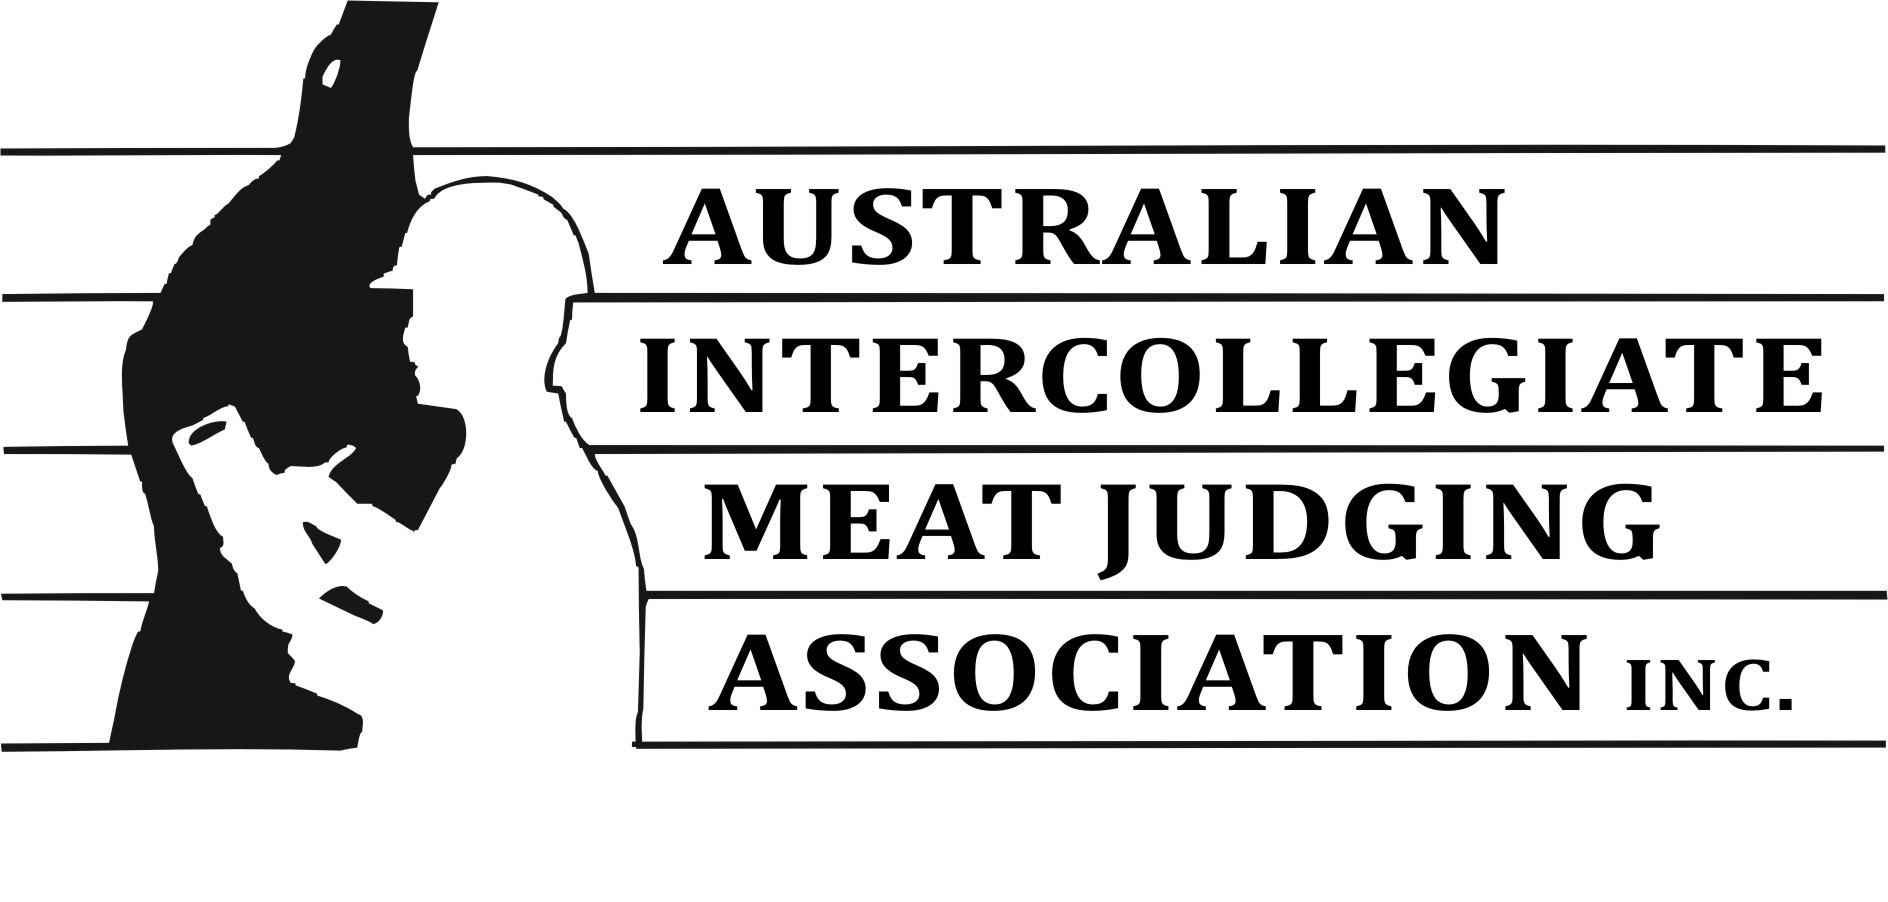 AUSTRALIAN
INTERCOLLEGIATE
MEAT JUDGING
ASSOCIATION INC.